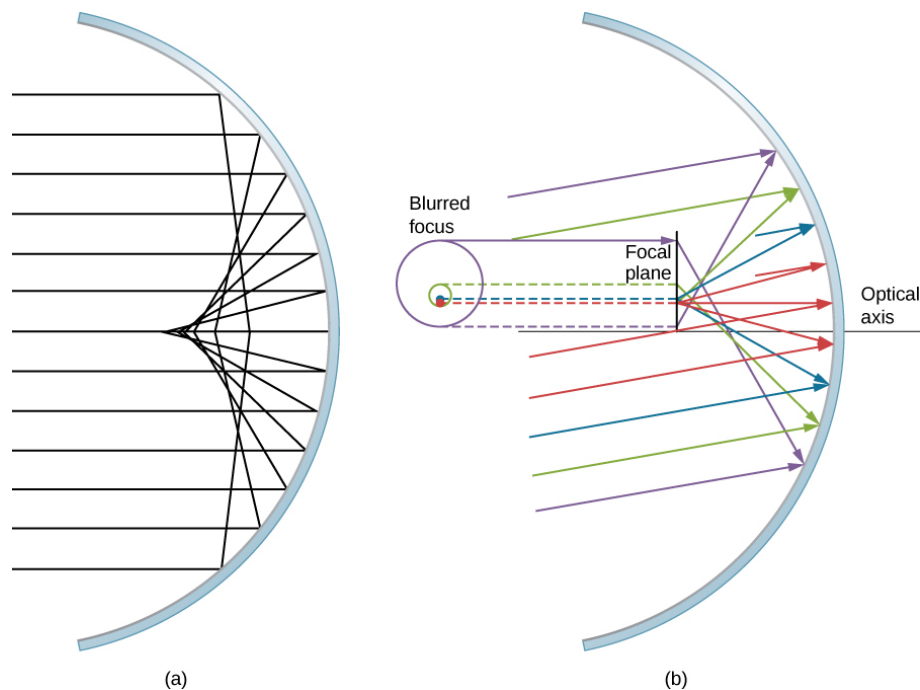 Blurred
focus
Focal
plane
Optical
axis
(a)
(b)